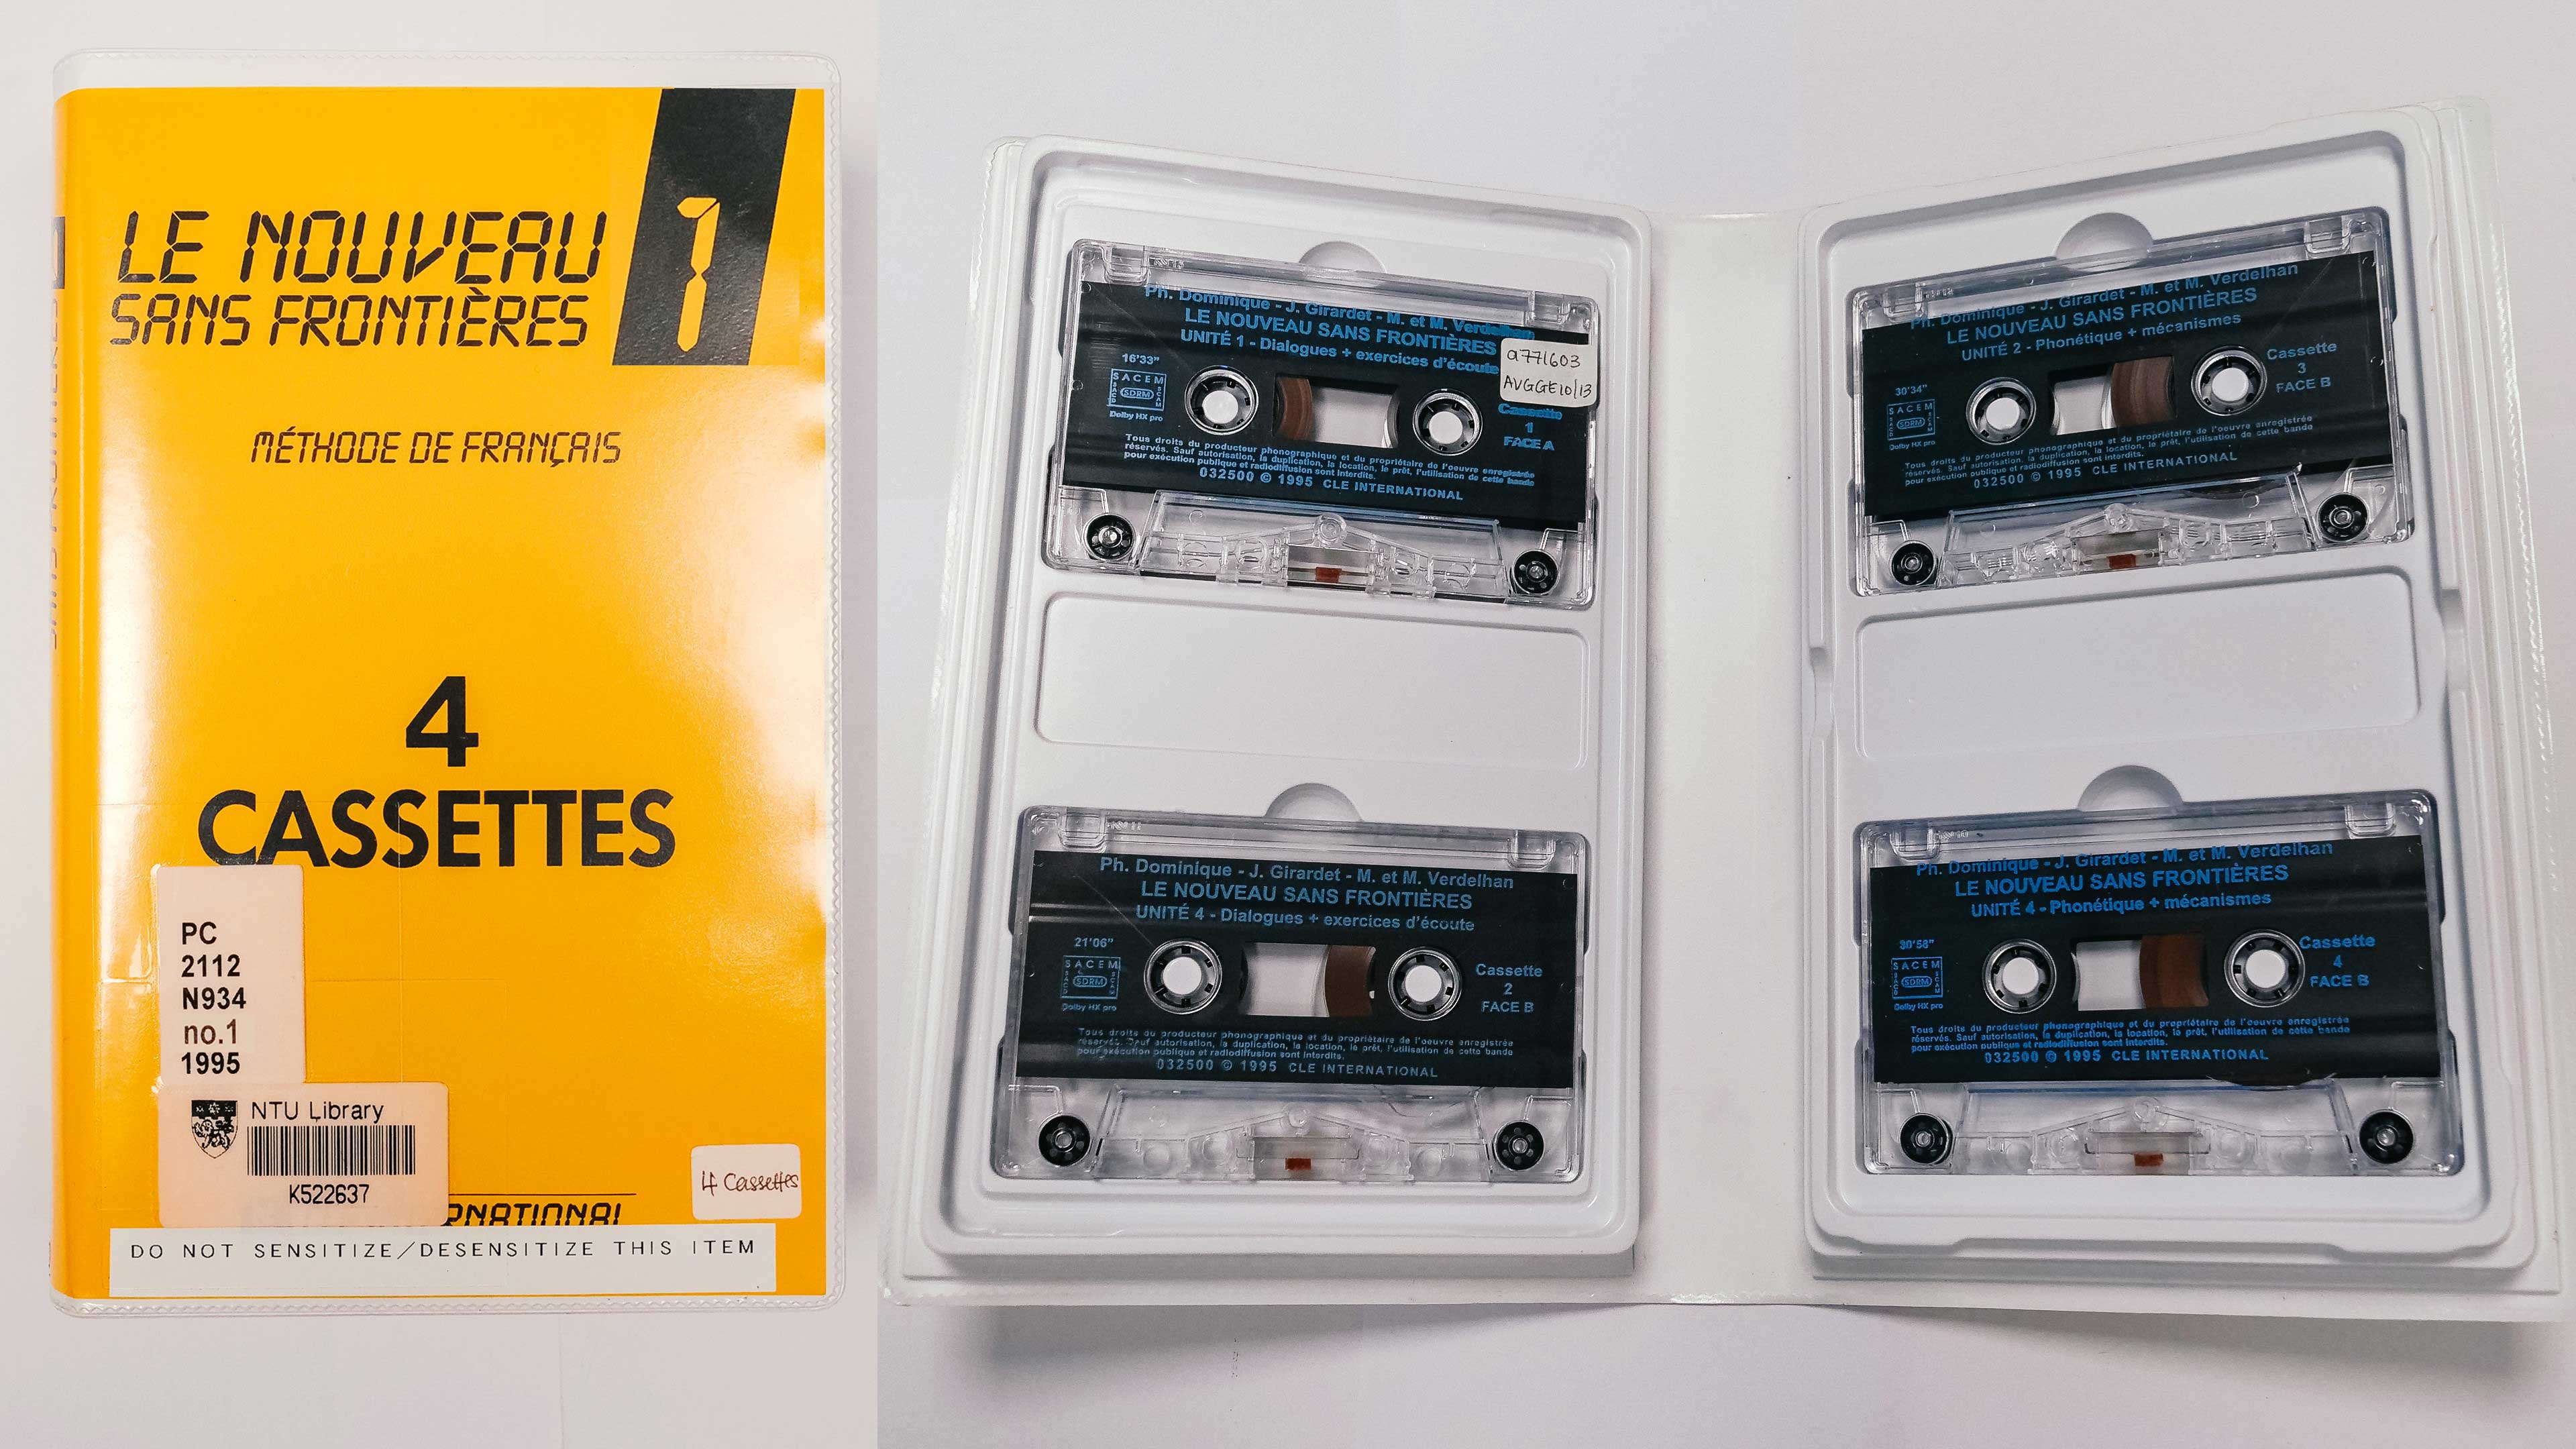 LE NOUVEAU
SANS FRONTIÈRES
1
MÉTHODE DE FRANÇAIS
4
CASSETTES
PC
2112
N934
no.1
1995
NTU Library
K522637
4 Cassettes
DO NOT SENSITIZE/DESENSITIZE THIS ITEM
Ph. Dominique - J. Girardet - M. et M. Verdelhan
LE NOUVEAU SANS FRONTIÈRES
UNITÉ 1 - Dialogues + exercices d'écoute
a771603
AVGGE10/13
16'33"
SACEM
SDRM
Dolby HX pro
Cassette
1
FACE A
Tous droits du producteur phonographique et du propriétaire de l'oeuvre enregistrée
réservés. Sauf autorisation, la duplication, la location, le prêt, l'utilisation de cette bande
pour exécution publique et radiodiffusion sont interdits.
032500 © 1995 CLE INTERNATIONAL
Ph. Dominique - J. Girardet - M. et M. Verdelhan
LE NOUVEAU SANS FRONTIÈRES
UNITÉ 4 - Dialogues + exercices d'écoute
21'06"
SACEM
SDRM
Dolby HX pro
Cassette
2
FACE B
Tous droits du producteur phonographique et du propriétaire de l'oeuvre enregistrée
réservés. Sauf autorisation, la duplication, la location, le prêt, l'utilisation de cette bande
pour exécution publique et radiodiffusion sont interdits.
032500 © 1995 CLE INTERNATIONAL
Ph. Dominique - J. Girardet - M. et M. Verdelhan
LE NOUVEAU SANS FRONTIÈRES
UNITÉ 2 - Phonétique + mécanismes
30'34"
SACEM
SDRM
Dolby HX pro
Cassette
3
FACE B
Tous droits du producteur phonographique et du propriétaire de l'oeuvre enregistrée
réservés. Sauf autorisation, la duplication, la location, le prêt, l'utilisation de cette bande
pour exécution publique et radiodiffusion sont interdits.
032500 © 1995 CLE INTERNATIONAL
Ph. Dominique - J. Girardet - M. et M. Verdelhan
LE NOUVEAU SANS FRONTIÈRES
UNITÉ 4 - Phonétique + mécanismes
30'58"
SACEM
SDRM
Dolby HX pro
Cassette
4
FACE B
Tous droits du producteur phonographique et du propriétaire de l'oeuvre enregistrée
réservés. Sauf autorisation, la duplication, la location, le prêt, l'utilisation de cette bande
pour exécution publique et radiodiffusion sont interdits.
032500 © 1995 CLE INTERNATIONAL